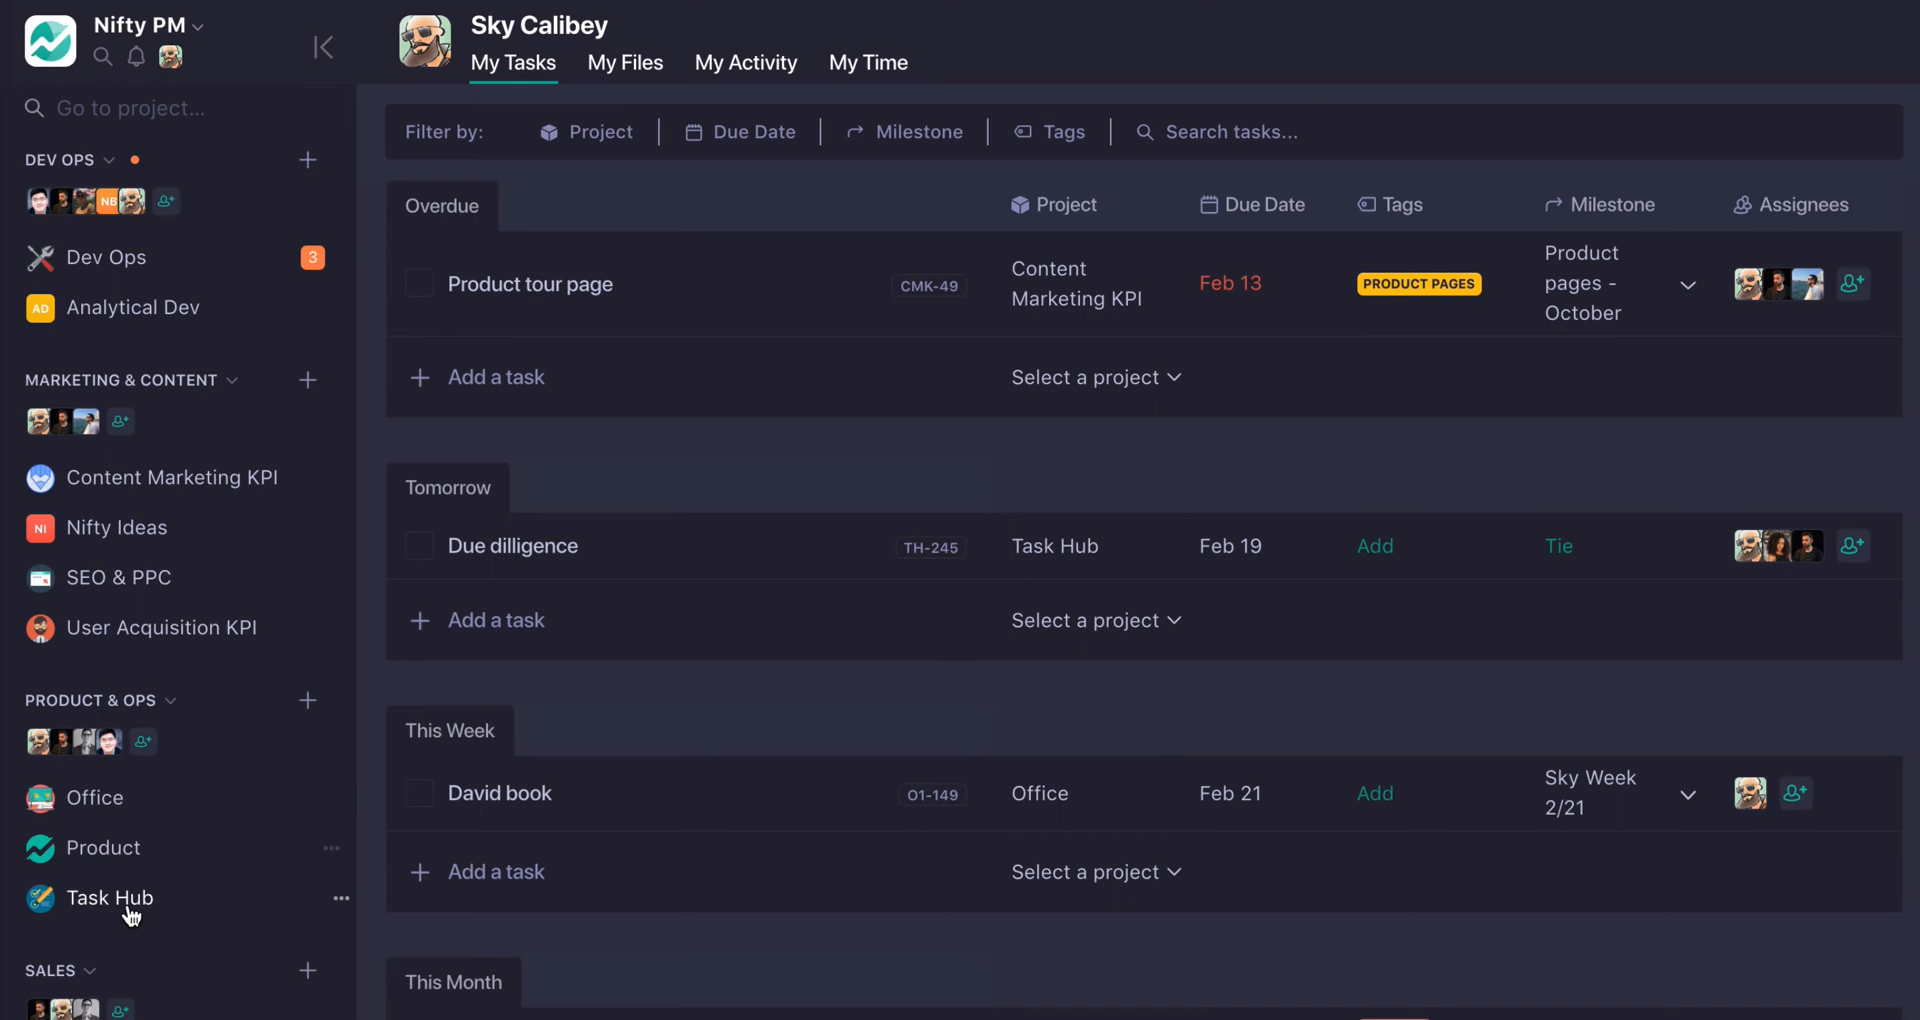 Nifty PM
Sky Calibey
My Tasks My Files My Activity My Time
Go to project...
DEV OPS
NB
Dev Ops 3
AD Analytical Dev
MARKETING & CONTENT
Content Marketing KPI
NI Nifty Ideas
SEO & PPC
User Acquisition KPI
PRODUCT & OPS
Office
Product
Task Hub
SALES
Filter by: Project Due Date Milestone Tags Search tasks...
Overdue Project Due Date Tags Milestone Assignees
Product tour page CMK-49 Content
Marketing KPI Feb 13 PRODUCT PAGES Product
pages -
October
Add a task Select a project
Tomorrow
Due dilligence TH-245 Task Hub Feb 19 Add Tie
Add a task Select a project
This Week
David book O1-149 Office Feb 21 Add Sky Week
2/21
Add a task Select a project
This Month